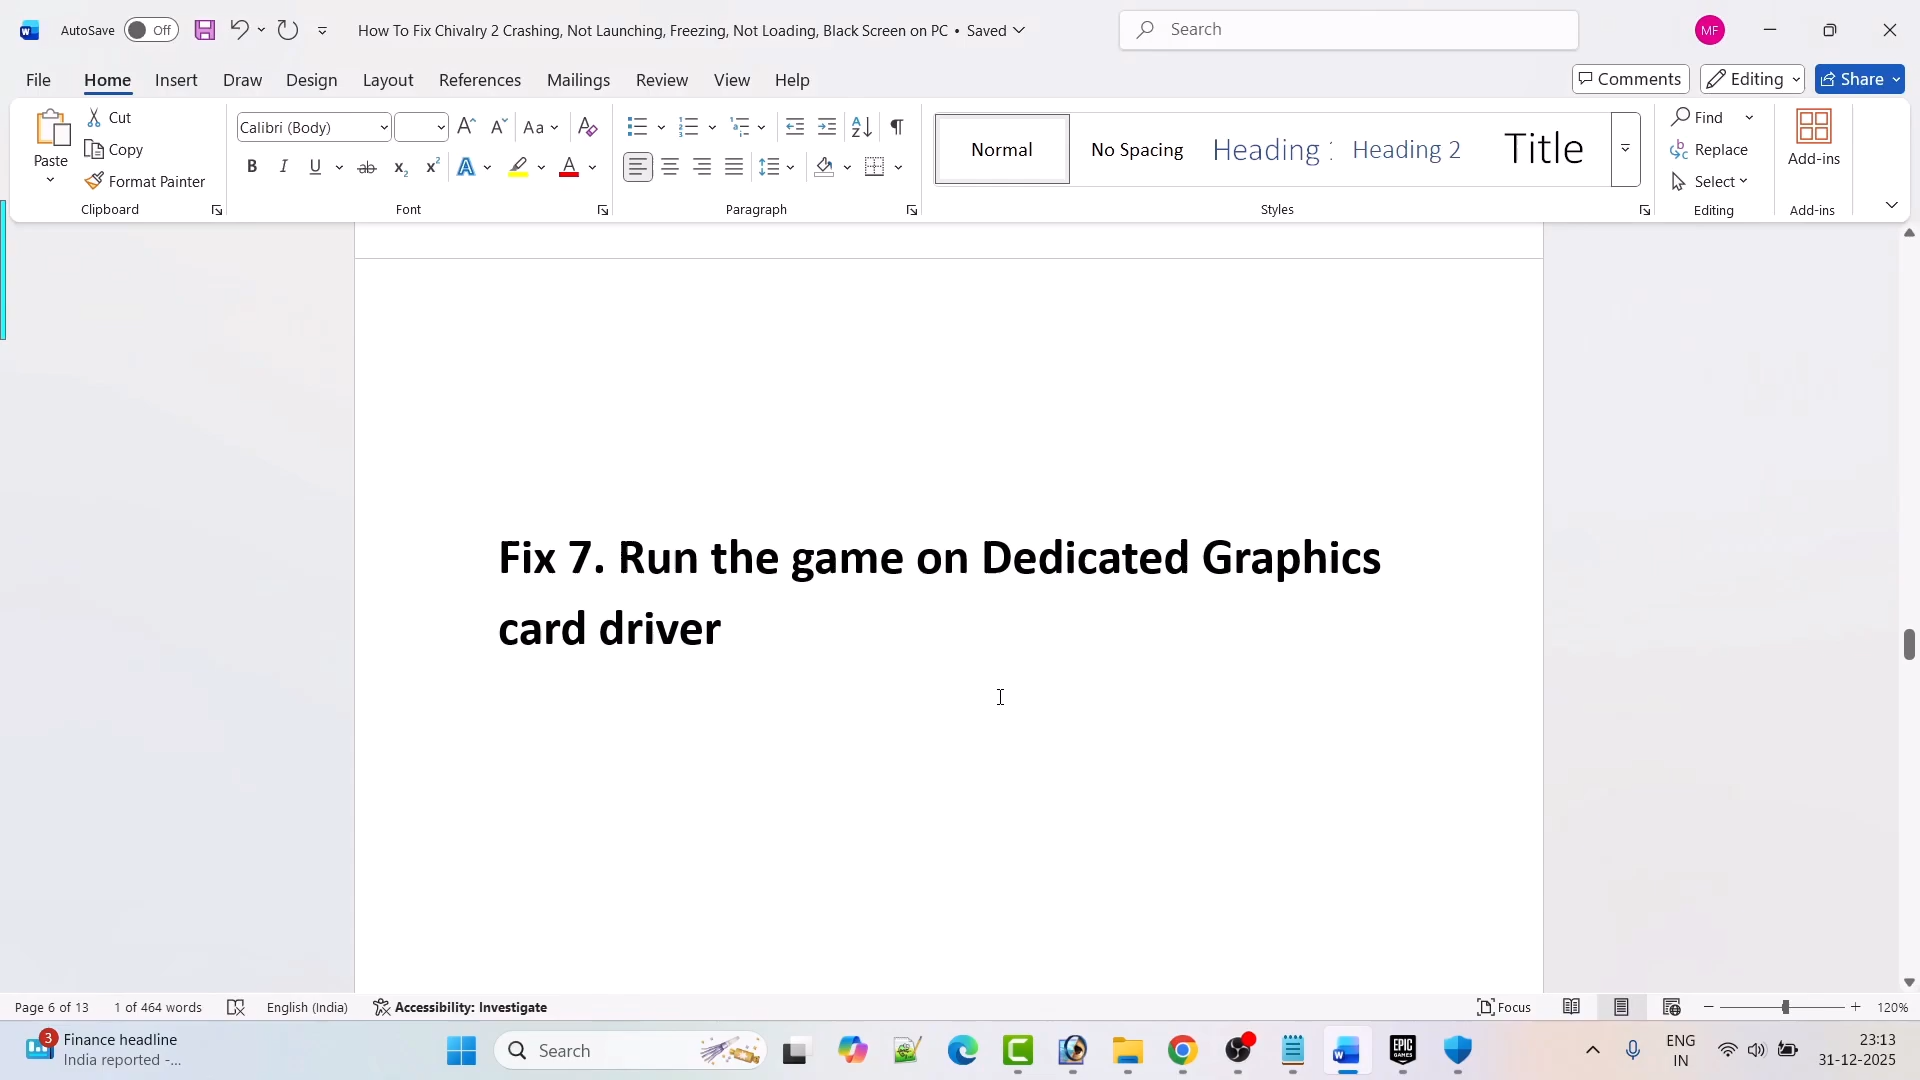 AutoSave Off How To Fix Chivalry 2 Crashing, Not Launching, Freezing, Not Loading, Black Screen on PC • Saved Search MF
File Home Insert Draw Design Layout References Mailings Review View Help Comments Editing Share
Paste Cut Copy Format Painter Clipboard
Calibri (Body) Font
Paragraph
Normal No Spacing Heading 1 Heading 2 Title Styles
Find Replace Select Editing
Add-ins Add-ins
Fix 7. Run the game on Dedicated Graphics
card driver
Page 6 of 13 1 of 464 words English (India) Accessibility: Investigate Focus 120%
3 Finance headline
India reported -...
Search
EPIC GAMES
ENG
IN
23:13
31-12-2025